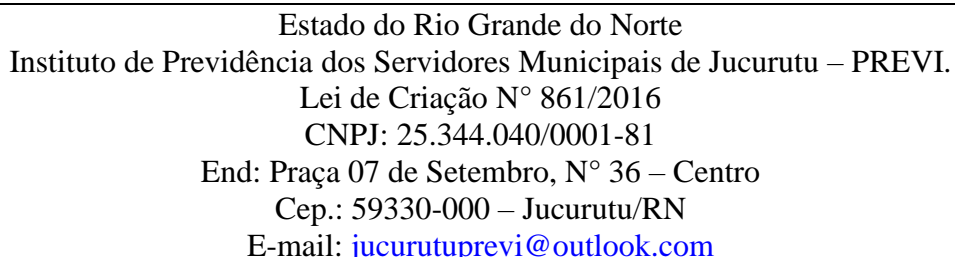 Estado do Rio Grande do Norte
Instituto de Previdência dos Servidores Municipais de Jucurutu – PREVI.
Lei de Criação N° 861/2016
CNPJ: 25.344.040/0001-81
End: Praça 07 de Setembro, N° 36 – Centro
Cep.: 59330-000 – Jucurutu/RN
E-mail: jucurutuprevi@outlook.com